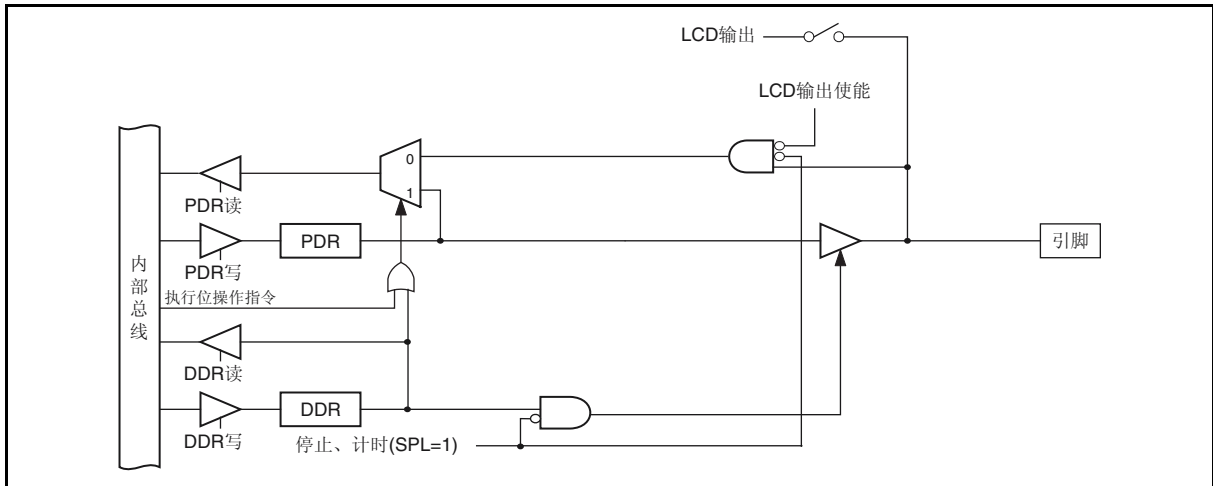 LCD输出
LCD输出使能
0
1
PDR读
PDR
PDR写
引脚
内部总线
执行位操作指令
DDR读
DDR
DDR写
停止、计时(SPL=1)